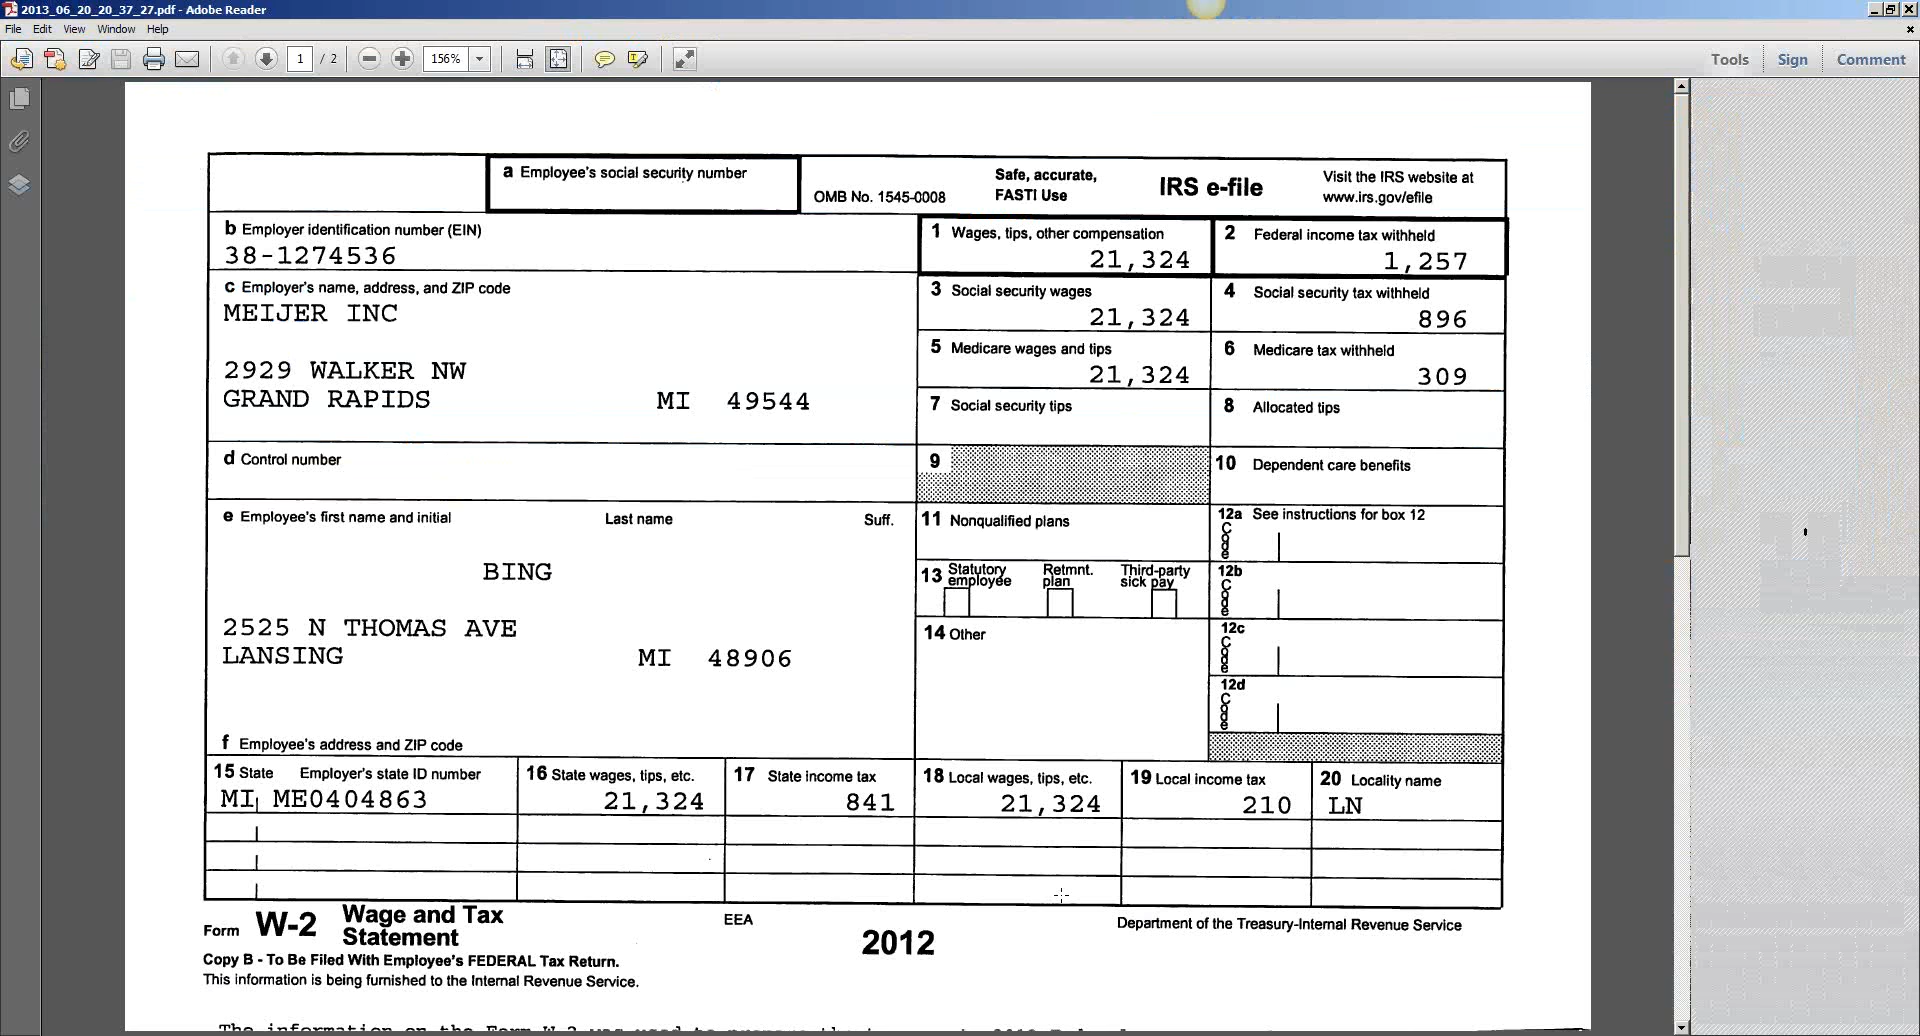 2013_06_20_20_37_27.pdf - Adobe Reader
File Edit View Window Help
1 / 2 156% Tools Sign Comment
a Employee's social security number
OMB No. 1545-0008
Safe, accurate,
FASTI Use
IRS e-file
Visit the IRS website at
www.irs.gov/efile
b Employer identification number (EIN)
38-1274536
1 Wages, tips, other compensation
21,324
2 Federal income tax withheld
1,257
c Employer's name, address, and ZIP code
MEIJER INC
2929 WALKER NW
GRAND RAPIDS MI 49544
3 Social security wages
21,324
4 Social security tax withheld
896
5 Medicare wages and tips
21,324
6 Medicare tax withheld
309
7 Social security tips
8 Allocated tips
d Control number
9
10 Dependent care benefits
e Employee's first name and initial Last name Suff.
BING
2525 N THOMAS AVE
LANSING MI 48906
f Employee's address and ZIP code
11 Nonqualified plans
12a See instructions for box 12
Code
13 Statutory employee Retmnt. plan Third-party sick pay
12b
Code
14 Other
12c
Code
12d
Code
15 State Employer's state ID number
MI ME0404863
16 State wages, tips, etc.
21,324
17 State income tax
841
18 Local wages, tips, etc.
21,324
19 Local income tax
210
20 Locality name
LN
Form W-2 Wage and Tax
Statement
EEA
2012
Department of the Treasury-Internal Revenue Service
Copy B - To Be Filed With Employee's FEDERAL Tax Return.
This information is being furnished to the Internal Revenue Service.